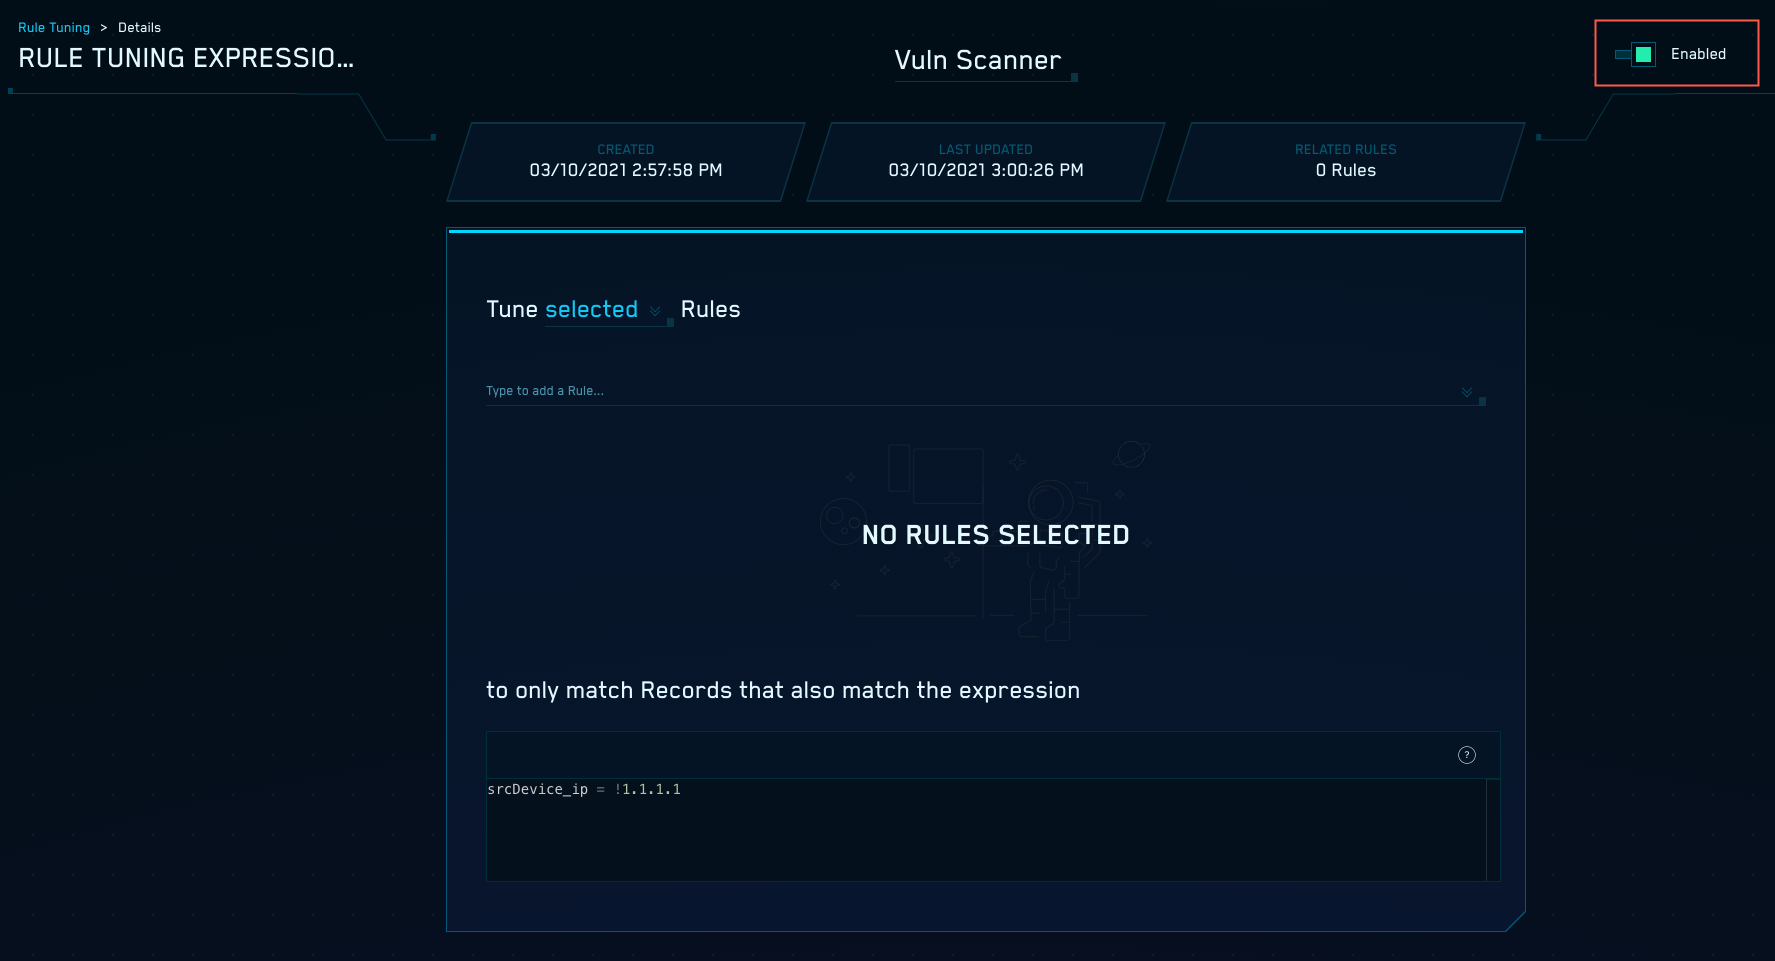 Rule Tuning > Details
RULE TUNING EXPRESSIO...
Vuln Scanner
Enabled
CREATED
03/10/2021 2:57:58 PM
LAST UPDATED
03/10/2021 3:00:26 PM
RELATED RULES
0 Rules
Tune selected Rules
Type to add a Rule...
NO RULES SELECTED
to only match Records that also match the expression
?
srcDevice_ip = !1.1.1.1